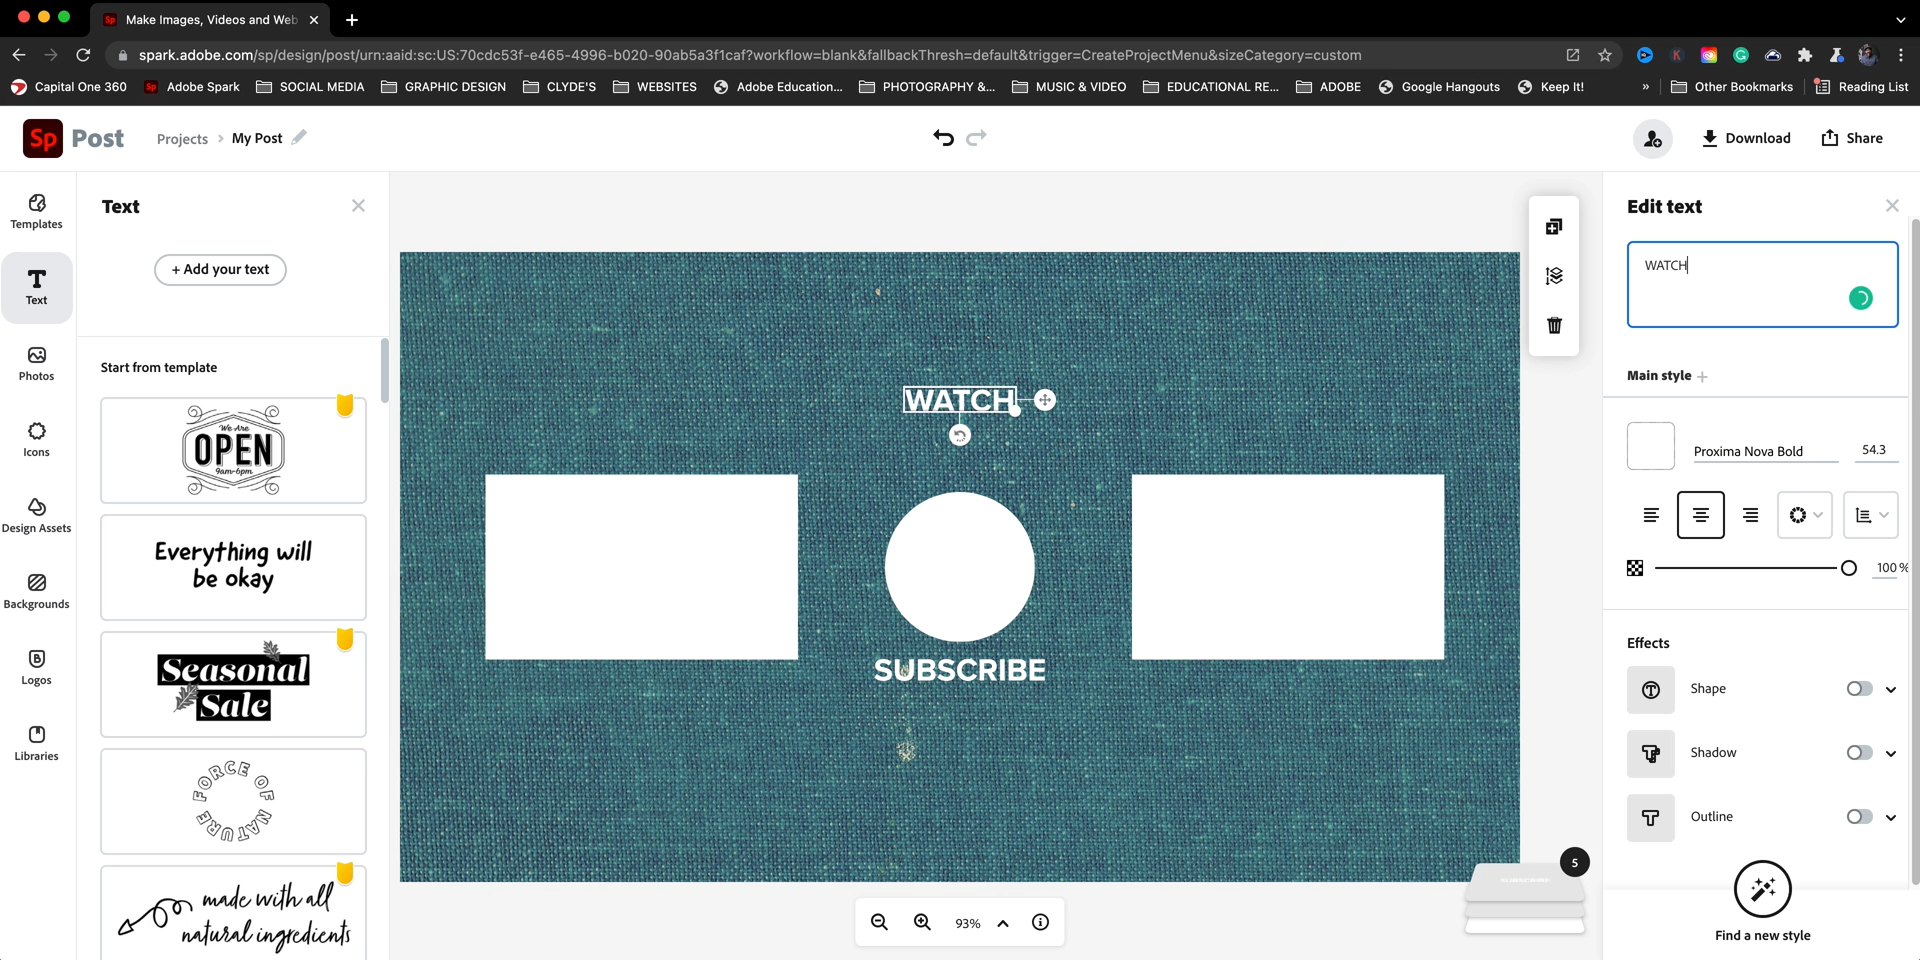 Make Images, Videos and Web
spark.adobe.com/sp/design/post/urn:aaid:sc:US:70cdc53f-e465-4996-b020-90ab5a3f1caf?workflow=blank&fallbackThresh=default&trigger=CreateProjectMenu&sizeCategory=custom
Capital One 360
Adobe Spark
SOCIAL MEDIA
GRAPHIC DESIGN
CLYDE'S
WEBSITES
Adobe Education...
PHOTOGRAPHY &...
MUSIC & VIDEO
EDUCATIONAL RE...
ADOBE
Google Hangouts
Keep It!
»
Other Bookmarks
Reading List
Sp Post
Projects > My Post
Download
Share
Templates
Text
Photos
Icons
Design Assets
Backgrounds
Logos
Libraries
Text
+ Add your text
Start from template
We Are
OPEN
9am-6pm
Everything will
be okay
Seasonal
Sale
FORCE OF NATURE
made with all
natural ingredients
WATCH
SUBSCRIBE
93%
5
Edit text
WATCH
Main style +
Proxima Nova Bold
54.3
100%
Effects
Shape
Shadow
Outline
Find a new style